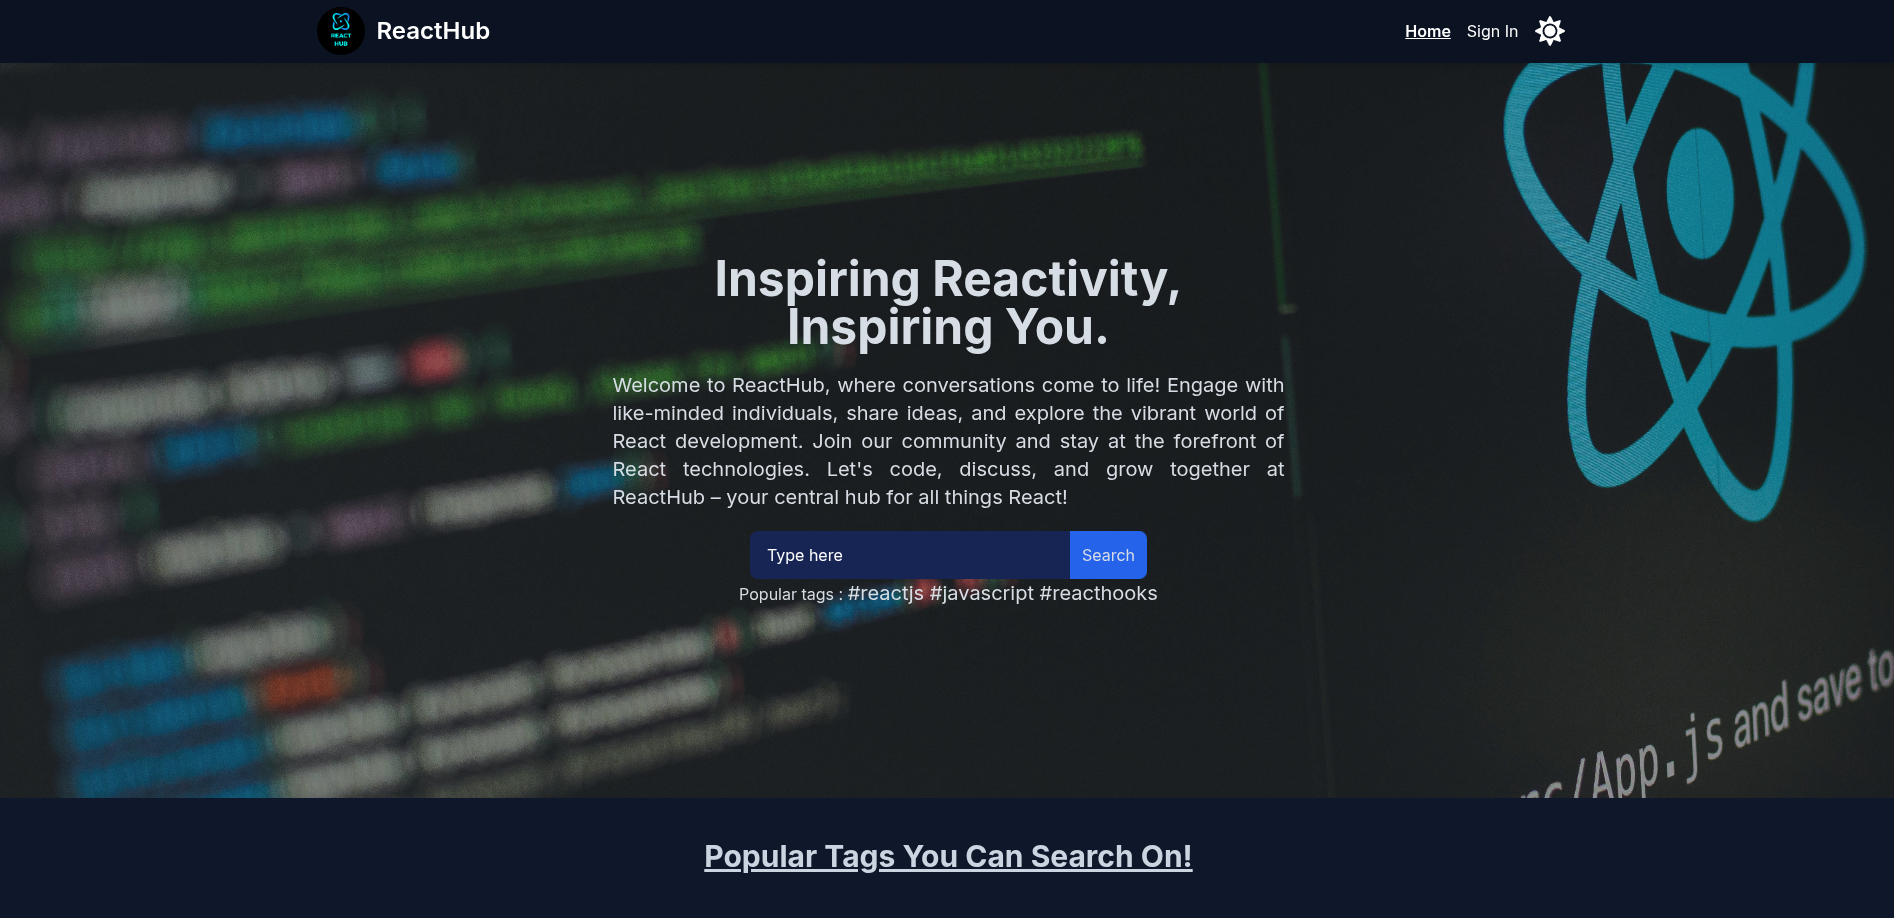 REACT
HUB
ReactHub
Home
Sign In
Inspiring Reactivity,
Inspiring You.
Welcome to ReactHub, where conversations come to life! Engage with
like-minded individuals, share ideas, and explore the vibrant world of
React development. Join our community and stay at the forefront of
React technologies. Let's code, discuss, and grow together at
ReactHub – your central hub for all things React!
Type here
Search
Popular tags : #reactjs #javascript #reacthooks
/App.js and save to
Popular Tags You Can Search On!